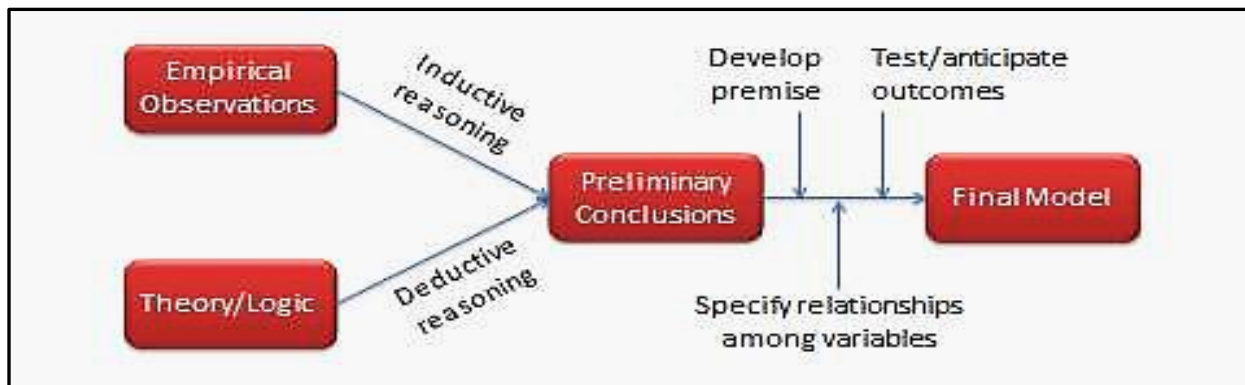 Empirical
Observations
Inductive
reasoning
Theory/Logic
Deductive
reasoning
Preliminary
Conclusions
Develop
premise
Test/anticipate
outcomes
Specify relationships
among variables
Final Model